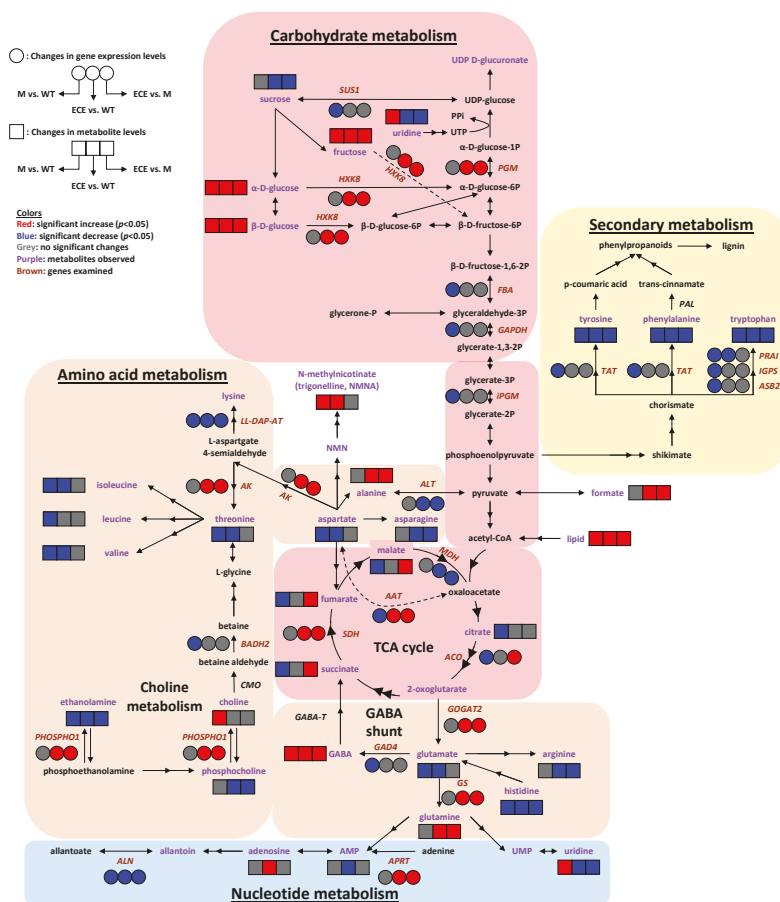 : Changes in gene expression levels
M vs. WT
ECE vs. M
ECE vs. WT
: Changes in metabolite levels
M vs. WT
ECE vs. M
ECE vs. WT
Colors
Red: significant increase (p<0.05)
Blue: significant decrease (p<0.05)
Grey: no significant changes
Purple: metabolites observed
Brown: genes examined
Carbohydrate metabolism
UDP D-glucuronate
SUS1
sucrose
UDP-glucose
PPi
uridine
UTP
fructose
α-D-glucose-1P
HXK8
PGM
α-D-glucose
HXK8
α-D-glucose-6P
β-D-glucose
HXK8
β-D-glucose-6P
β-D-fructose-6P
β-D-fructose-1,6-2P
FBA
glycerone-P
glyceraldehyde-3P
GAPDH
glycerate-1,3-2P
glycerate-3P
iPGM
glycerate-2P
phosphoenolpyruvate
pyruvate
acetyl-CoA
formate
lipid
Secondary metabolism
phenylpropanoids
lignin
p-coumaric acid
trans-cinnamate
PAL
tyrosine
phenylalanine
tryptophan
TAT
TAT
PRAI
IGPS
ASB2
chorismate
shikimate
Amino acid metabolism
lysine
LL-DAP-AT
L-aspartgate
4-semialdehyde
AK
AK
isoleucine
leucine
valine
threonine
L-glycine
N-methylnicotinate
(trigonelline, NMNA)
NMN
alanine
ALT
aspartate
asparagine
betaine
BADH2
betaine aldehyde
CMO
Choline
metabolism
ethanolamine
choline
PHOSPHO1
PHOSPHO1
phosphoethanolamine
phosphocholine
malate
MDH
oxaloacetate
fumarate
AAT
SDH
TCA cycle
citrate
ACO
succinate
2-oxoglutarate
GABA-T
GABA
shunt
GOGAT2
GABA
GAD4
glutamate
arginine
GS
histidine
glutamine
allantoate
allantoin
adenosine
AMP
adenine
UMP
uridine
ALN
APRT
Nucleotide metabolism